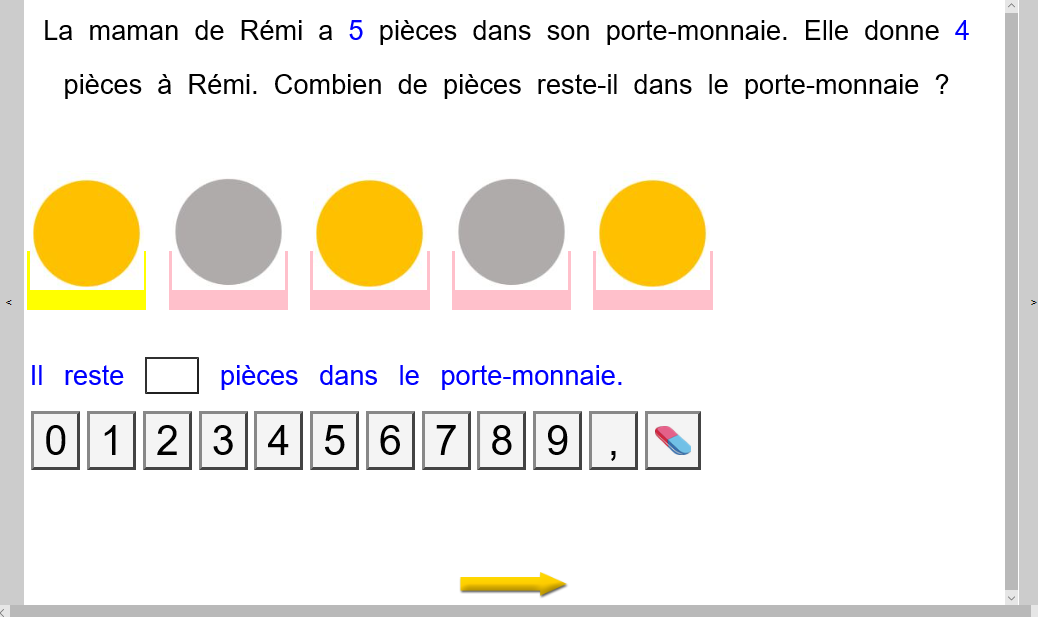 La maman de Rémi a 5 pièces dans son porte-monnaie. Elle donne 4
pièces à Rémi. Combien de pièces reste-il dans le porte-monnaie ?
< >
Il reste pièces dans le porte-monnaie.
0 1 2 3 4 5 6 7 8 9 ,